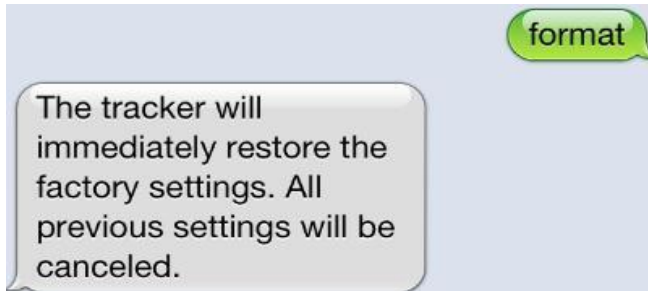 format
The tracker will
immediately restore the
factory settings. All
previous settings will be
canceled.